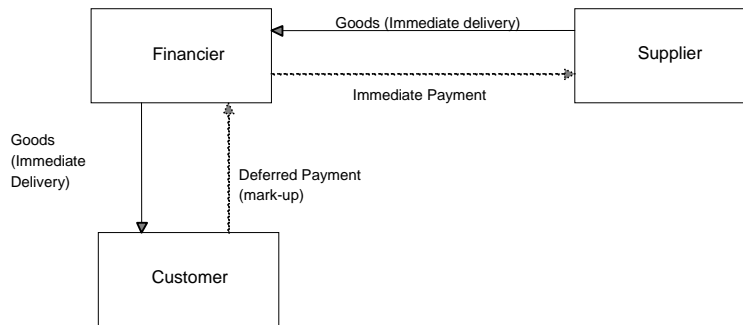 Goods (Immediate delivery)
Financier
Supplier
Immediate Payment
Goods
(Immediate
Delivery)
Deferred Payment
(mark-up)
Customer